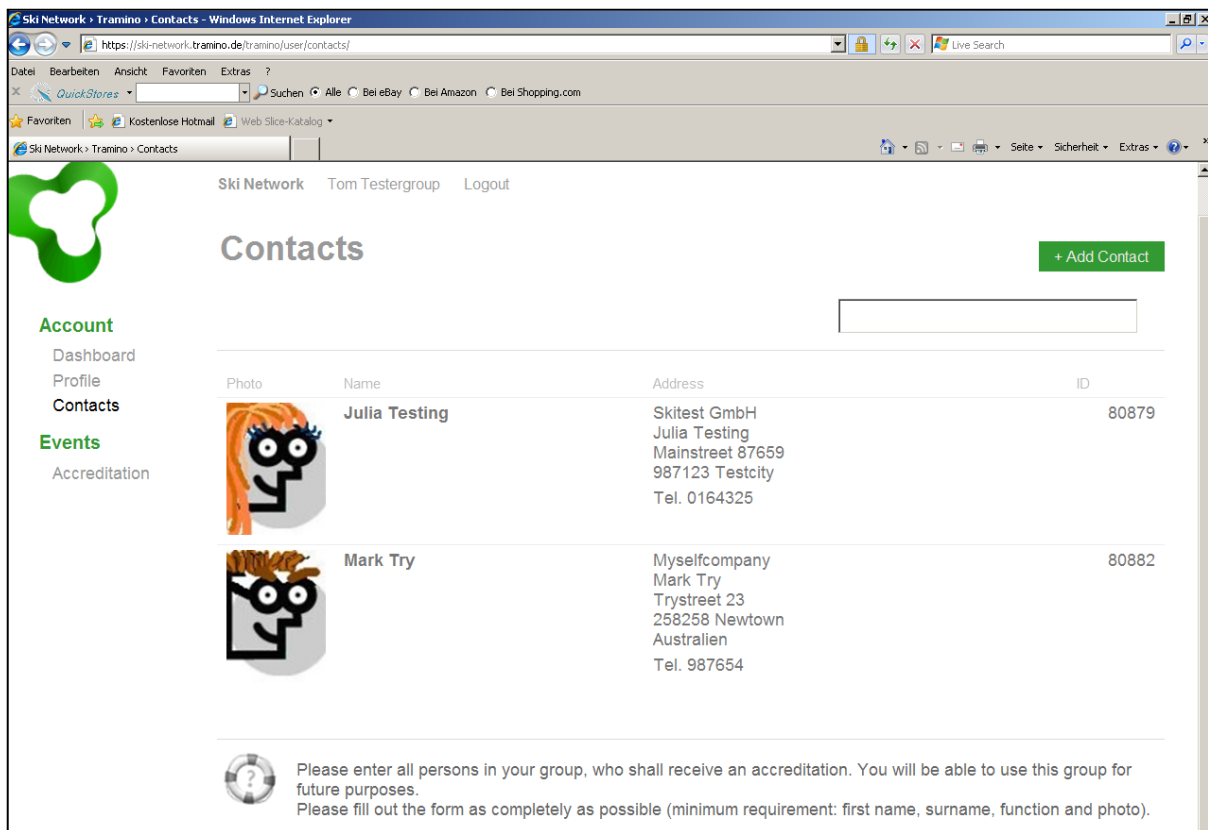 Ski Network › Tramino › Contacts - Windows Internet Explorer
https://ski-network.tramino.de/tramino/user/contacts/
Live Search
Datei Bearbeiten Ansicht Favoriten Extras ?
x QuickStores Suchen Alle Bei eBay Bei Amazon Bei Shopping.com
Favoriten Kostenlose Hotmail Web Slice-Katalog
Ski Network › Tramino › Contacts
Seite Sicherheit Extras »
Ski Network Tom Testergroup Logout
Contacts
+ Add Contact
Account
Dashboard
Profile
Contacts
Events
Accreditation
Photo Name Address ID
Julia Testing Skitest GmbH 80879
Julia Testing
Mainstreet 87659
987123 Testcity
Tel. 0164325
Mark Try Myselfcompany 80882
Mark Try
Trystreet 23
258258 Newtown
Australien
Tel. 987654
Please enter all persons in your group, who shall receive an accreditation. You will be able to use this group for
future purposes.
Please fill out the form as completely as possible (minimum requirement: first name, surname, function and photo).